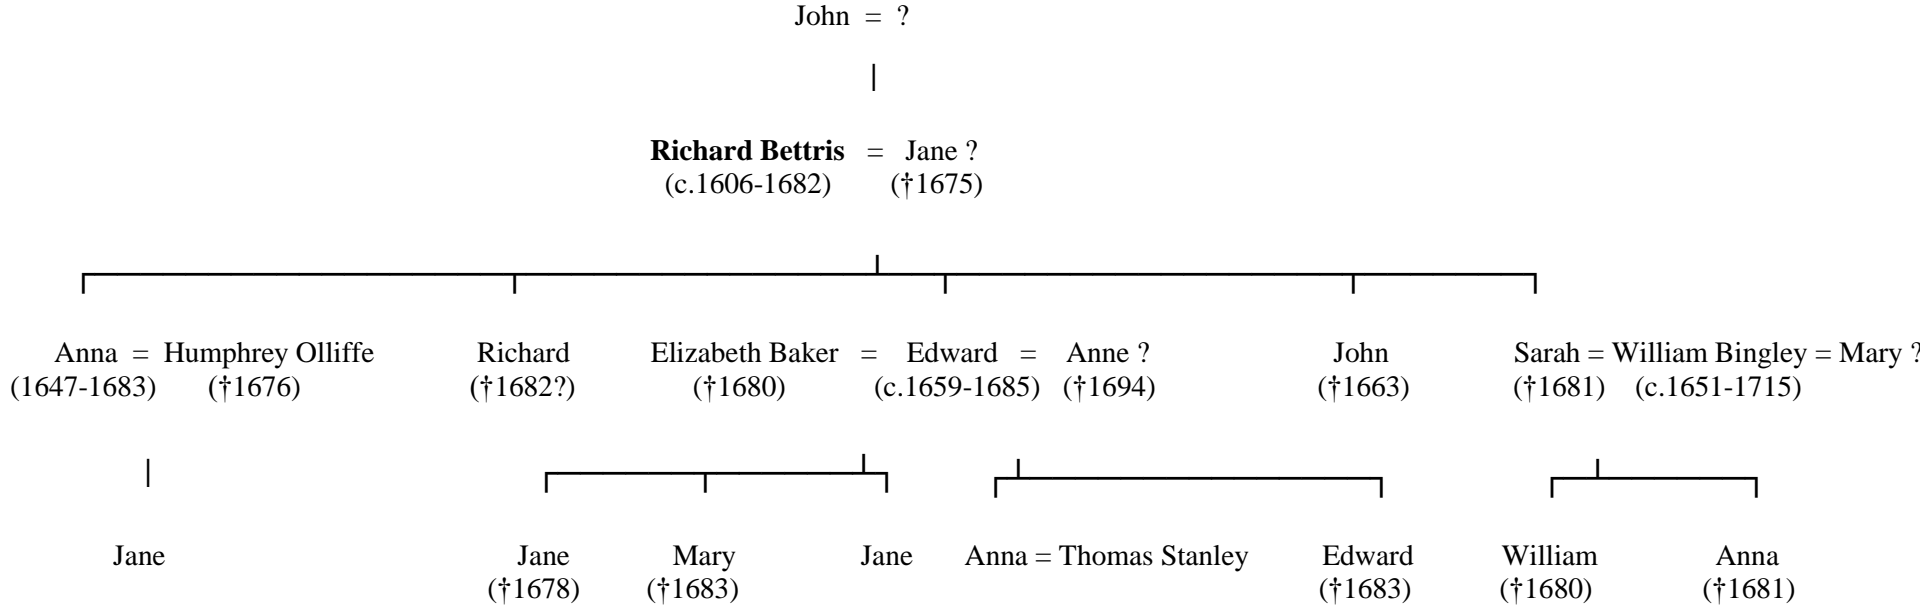 John = ?
Richard Bettris = Jane ?
(c.1606-1682) (†1675)
Anna = Humphrey Olliffe Richard Elizabeth Baker = Edward = Anne ? John Sarah = William Bingley = Mary ?
(1647-1683) (†1676) (†1682?) (†1680) (c.1659-1685) (†1694) (†1663) (†1681) (c.1651-1715)
Jane Jane Mary Jane Anna = Thomas Stanley Edward William Anna
(†1678) (†1683) (†1683) (†1680) (†1681)